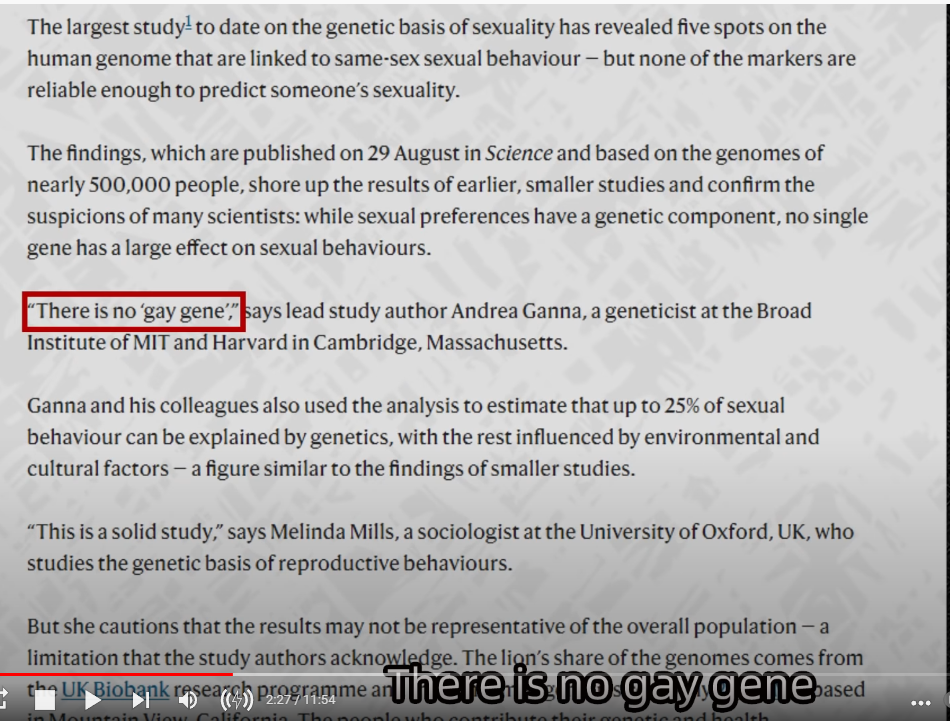 The largest study1 to date on the genetic basis of sexuality has revealed five spots on the
human genome that are linked to same-sex sexual behaviour — but none of the markers are
reliable enough to predict someone's sexuality.
The findings, which are published on 29 August in Science and based on the genomes of
nearly 500,000 people, shore up the results of earlier, smaller studies and confirm the
suspicions of many scientists: while sexual preferences have a genetic component, no single
gene has a large effect on sexual behaviours.
“There is no ‘gay gene’,” says lead study author Andrea Ganna, a geneticist at the Broad
Institute of MIT and Harvard in Cambridge, Massachusetts.
Ganna and his colleagues also used the analysis to estimate that up to 25% of sexual
behaviour can be explained by genetics, with the rest influenced by environmental and
cultural factors — a figure similar to the findings of smaller studies.
“This is a solid study,” says Melinda Mills, a sociologist at the University of Oxford, UK, who
studies the genetic basis of reproductive behaviours.
But she cautions that the results may not be representative of the overall population — a
limitation that the study authors acknowledge. The lion's share of the genomes comes from
the UK Biobank research programme based
There is no gay gene
2:27 / 11:54
in Mountain View, California. The people who contribute their genetic and health